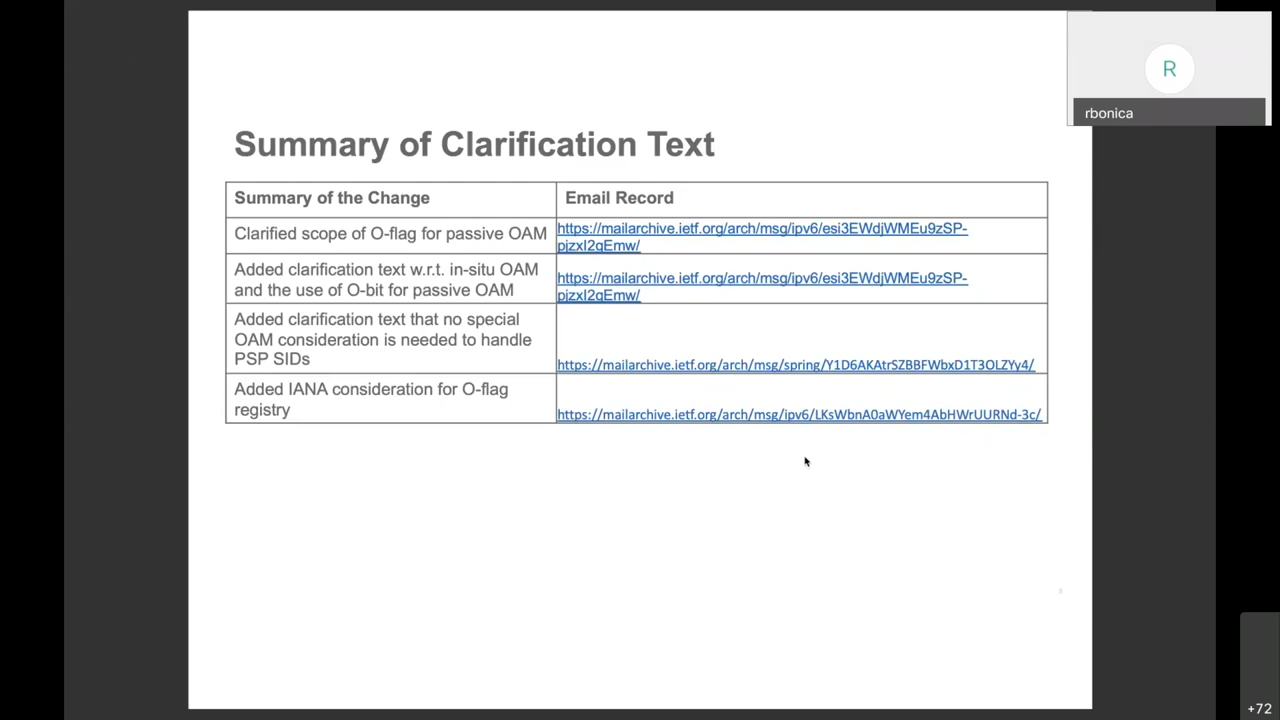 R
rbonica
Summary of Clarification Text
Summary of the Change
Email Record
Clarified scope of O-flag for passive OAM
https://mailarchive.ietf.org/arch/msg/ipv6/esi3EWdjWMEu9zSP-
pjzxI2qEmw/
Added clarification text w.r.t. in-situ OAM
and the use of O-bit for passive OAM
https://mailarchive.ietf.org/arch/msg/ipv6/esi3EWdjWMEu9zSP-
pjzxI2qEmw/
Added clarification text that no special
OAM consideration is needed to handle
PSP SIDs
https://mailarchive.ietf.org/arch/msg/spring/Y1D6AKAtrSZBBFWbxD1T3OLZYy4/
Added IANA consideration for O-flag
registry
https://mailarchive.ietf.org/arch/msg/ipv6/LKsWbnA0aWYem4AbHWrUURNd-3c/
+72